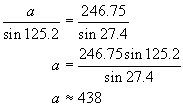 a/sin 125.2 = 246.75/sin 27.4
a = 246.75 sin 125.2/sin 27.4
a ≈ 438